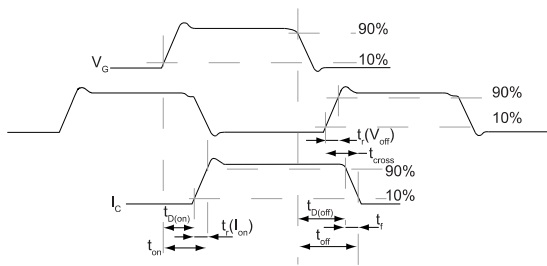 90%
V_G
10%
90%
10%
t_r(V_off)
t_cross
90%
I_C
10%
t_D(on)
t_D(off)
t_r(I_on)
t_f
t_on
t_off